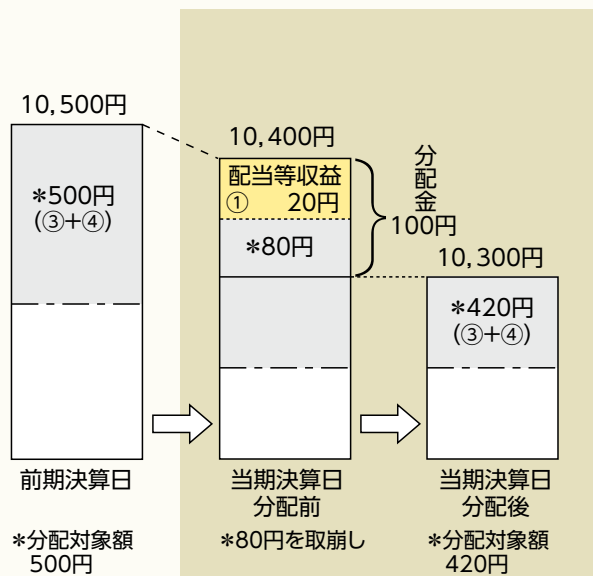 10,500円
*500円
(③+④)
前期決算日
*分配対象額
500円
10,400円
配当等収益
① 20円
*80円
分配金
100円
当期決算日
分配前
*80円を取崩し
10,300円
*420円
(③+④)
当期決算日
分配後
*分配対象額
420円